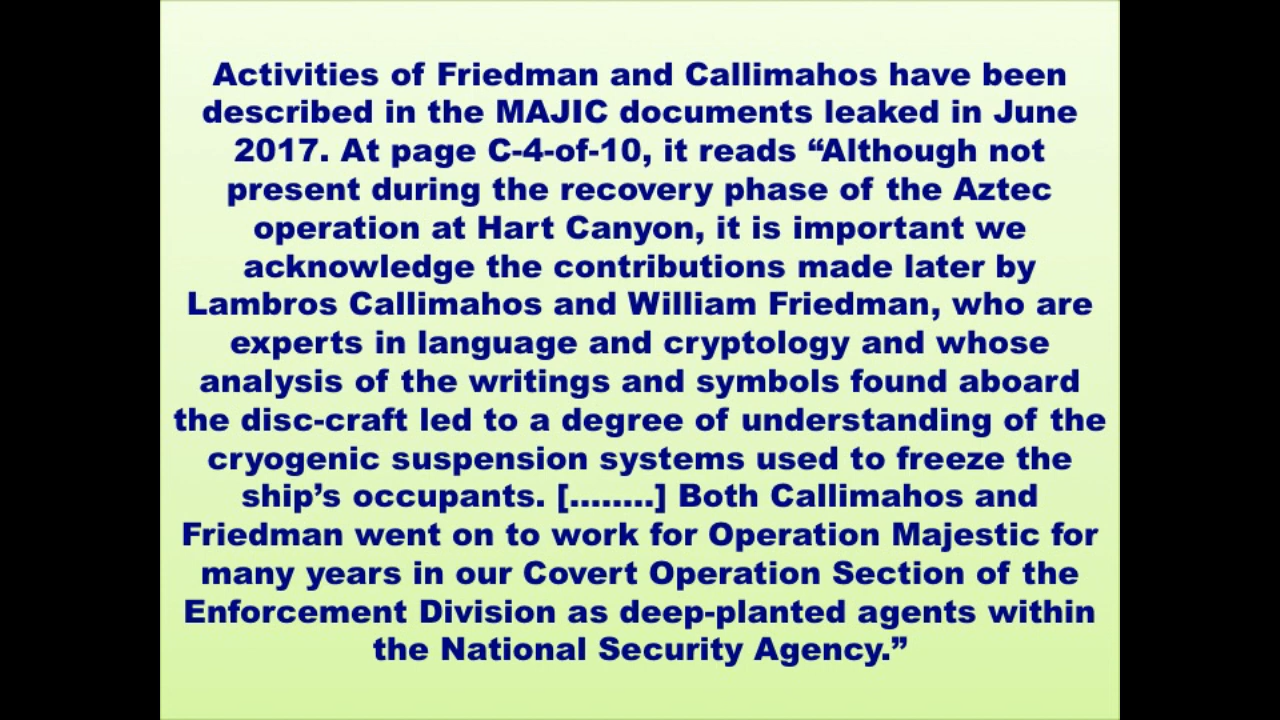 Activities of Friedman and Callimahos have been
described in the MAJIC documents leaked in June
2017. At page C-4-of-10, it reads “Although not
present during the recovery phase of the Aztec
operation at Hart Canyon, it is important we
acknowledge the contributions made later by
Lambros Callimahos and William Friedman, who are
experts in language and cryptology and whose
analysis of the writings and symbols found aboard
the disc-craft led to a degree of understanding of the
cryogenic suspension systems used to freeze the
ship’s occupants. [........] Both Callimahos and
Friedman went on to work for Operation Majestic for
many years in our Covert Operation Section of the
Enforcement Division as deep-planted agents within
the National Security Agency.”